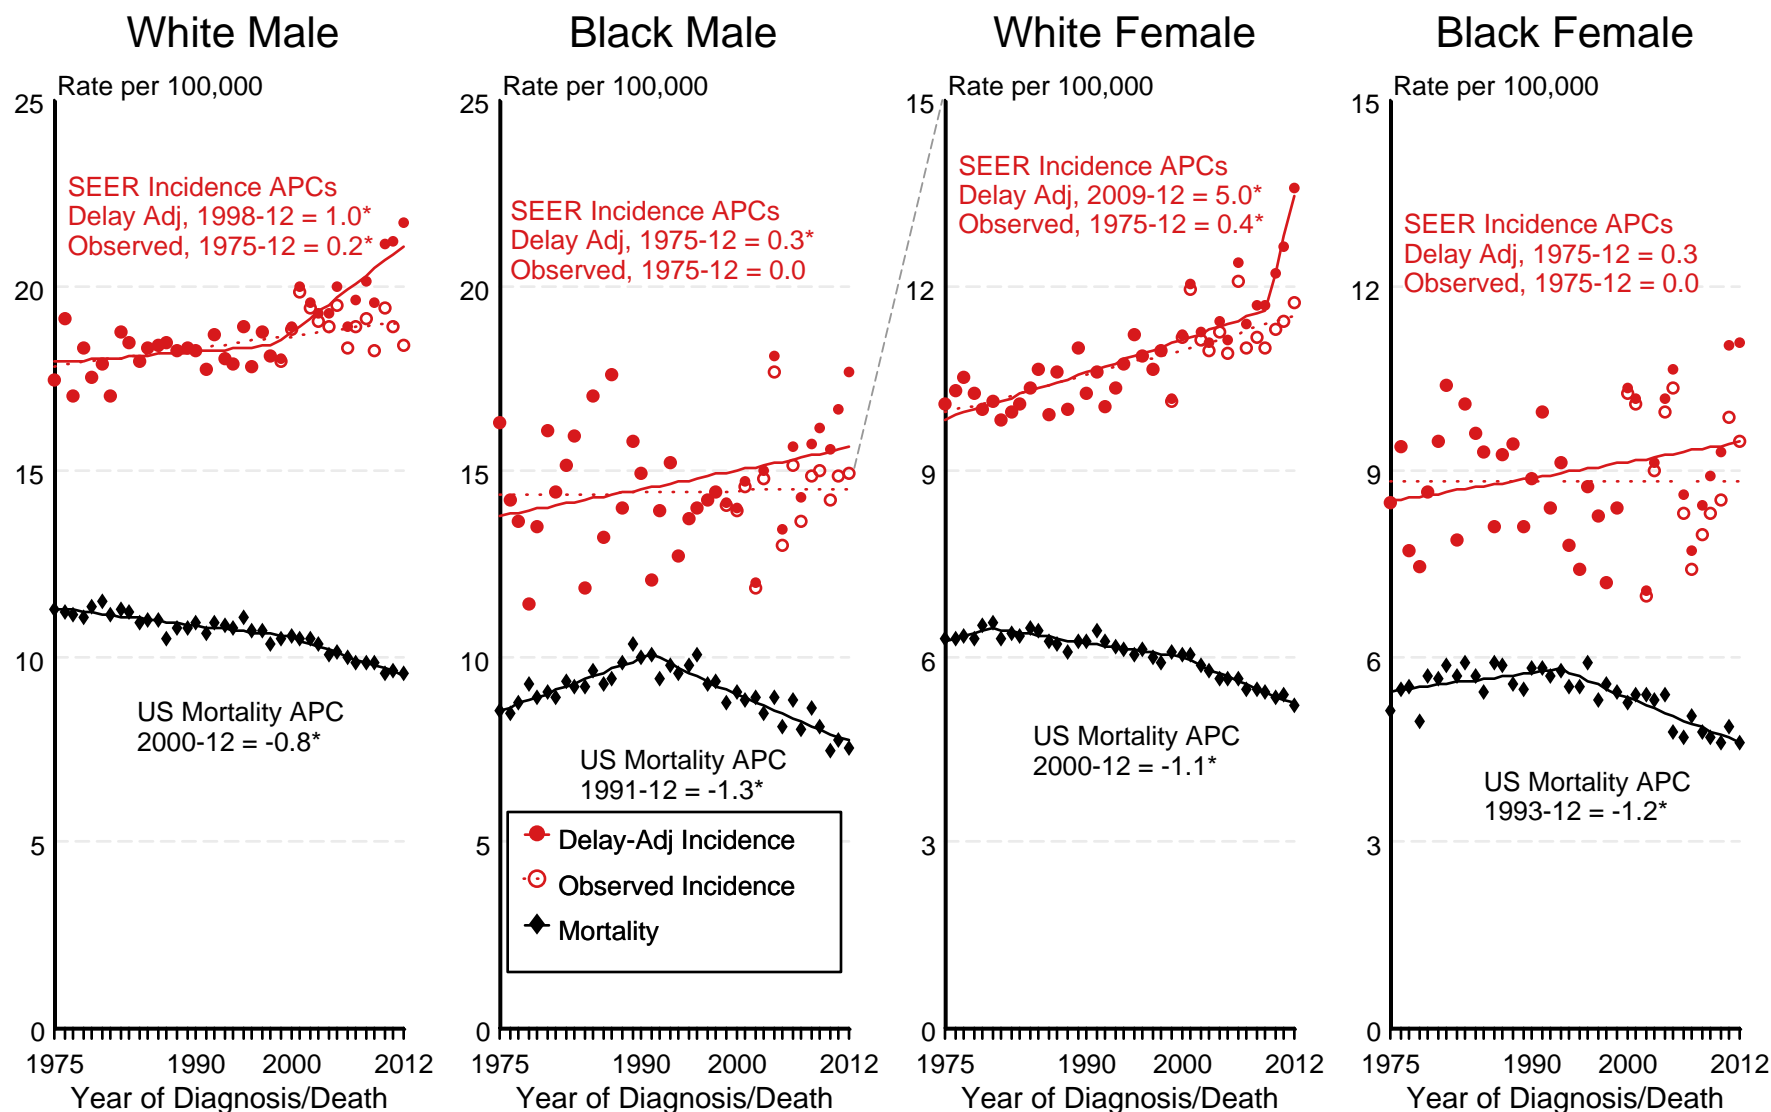 White Male
Rate per 100,000
25
20
15
10
5
0
SEER Incidence APCs
Delay Adj, 1998-12 = 1.0*
Observed, 1975-12 = 0.2*
US Mortality APC
2000-12 = -0.8*
1975 1990 2000 2012
Year of Diagnosis/Death
Black Male
Rate per 100,000
25
20
15
10
5
0
SEER Incidence APCs
Delay Adj, 1975-12 = 0.3*
Observed, 1975-12 = 0.0
US Mortality APC
1991-12 = -1.3*
Delay-Adj Incidence
Observed Incidence
Mortality
1975 1990 2000 2012
Year of Diagnosis/Death
White Female
Rate per 100,000
15
12
9
6
3
0
SEER Incidence APCs
Delay Adj, 2009-12 = 5.0*
Observed, 1975-12 = 0.4*
US Mortality APC
2000-12 = -1.1*
1975 1990 2000 2012
Year of Diagnosis/Death
Black Female
Rate per 100,000
15
12
9
6
3
0
SEER Incidence APCs
Delay Adj, 1975-12 = 0.3
Observed, 1975-12 = 0.0
US Mortality APC
1993-12 = -1.2*
1975 1990 2000 2012
Year of Diagnosis/Death